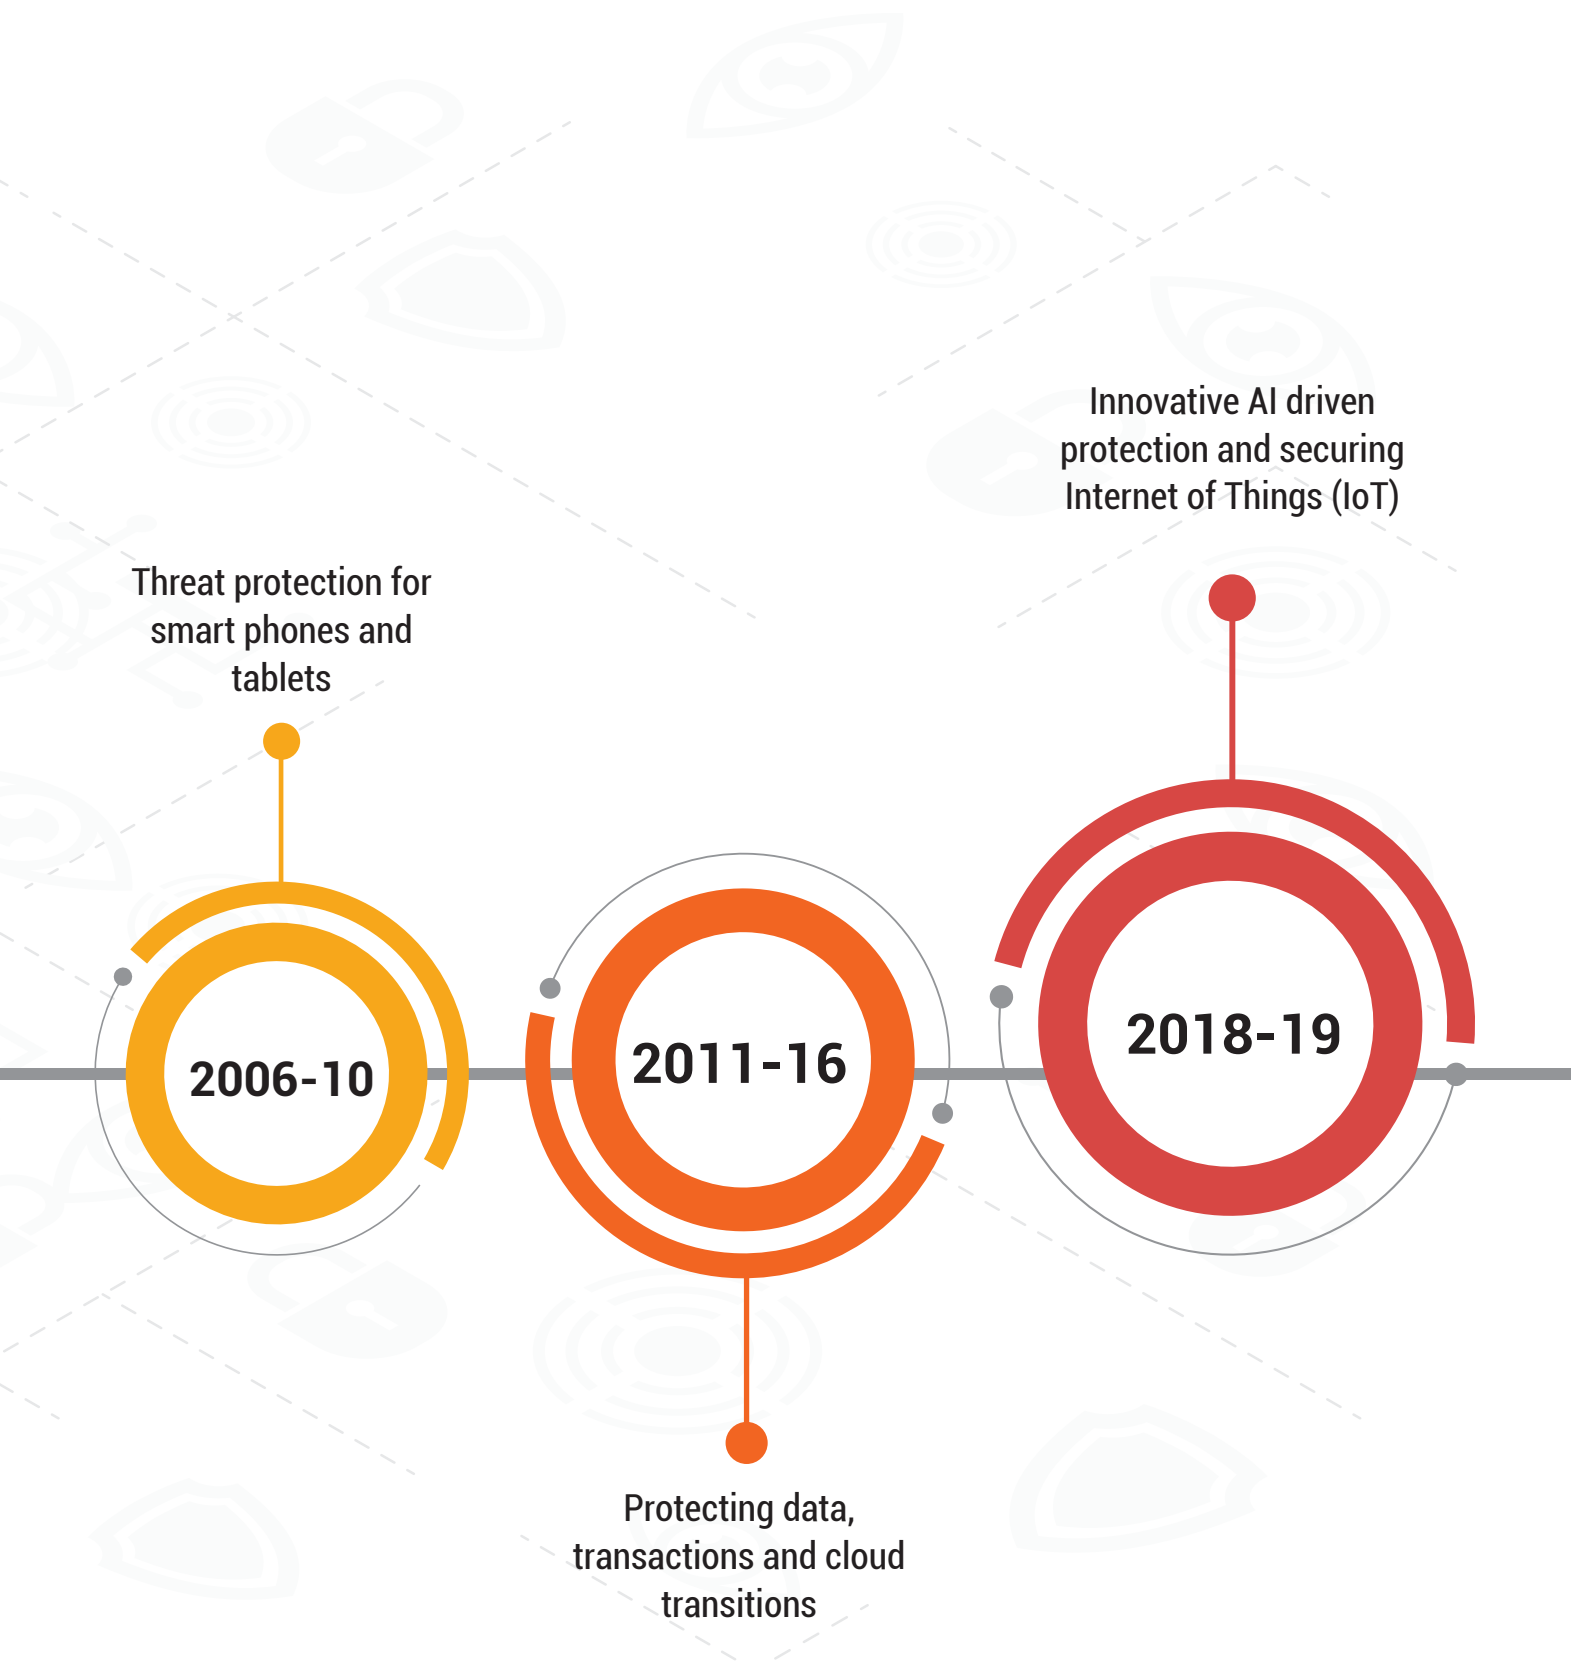 Threat protection for
smart phones and
tablets
2006-10
2011-16
Protecting data,
transactions and cloud
transitions
Innovative AI driven
protection and securing
Internet of Things (IoT)
2018-19